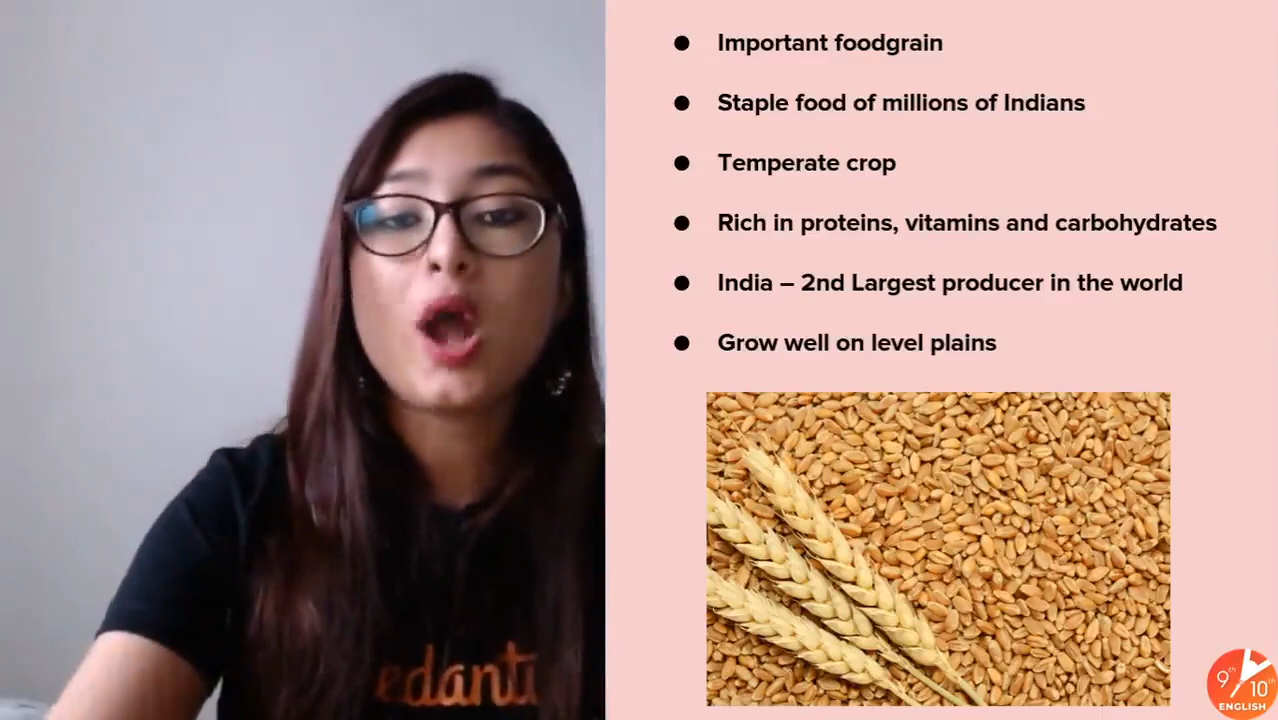 Important foodgrain
Staple food of millions of Indians
Temperate crop
Rich in proteins, vitamins and carbohydrates
India – 2nd Largest producer in the world
Grow well on level plains
edant
9th
10th
ENGLISH